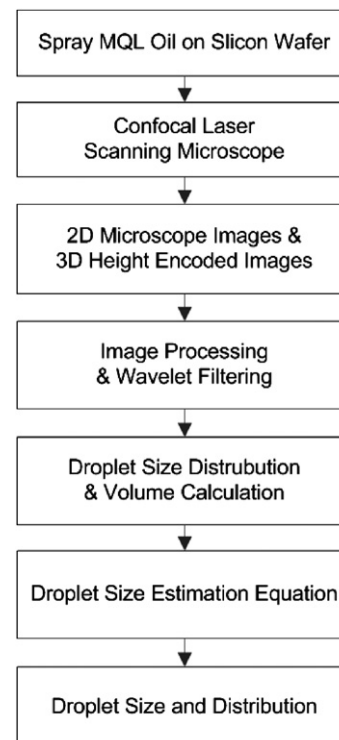 Spray MQL Oil on Slicon Wafer
Confocal Laser
Scanning Microscope
2D Microscope Images &
3D Height Encoded Images
Image Processing
& Wavelet Filtering
Droplet Size Distrubution
& Volume Calculation
Droplet Size Estimation Equation
Droplet Size and Distribution